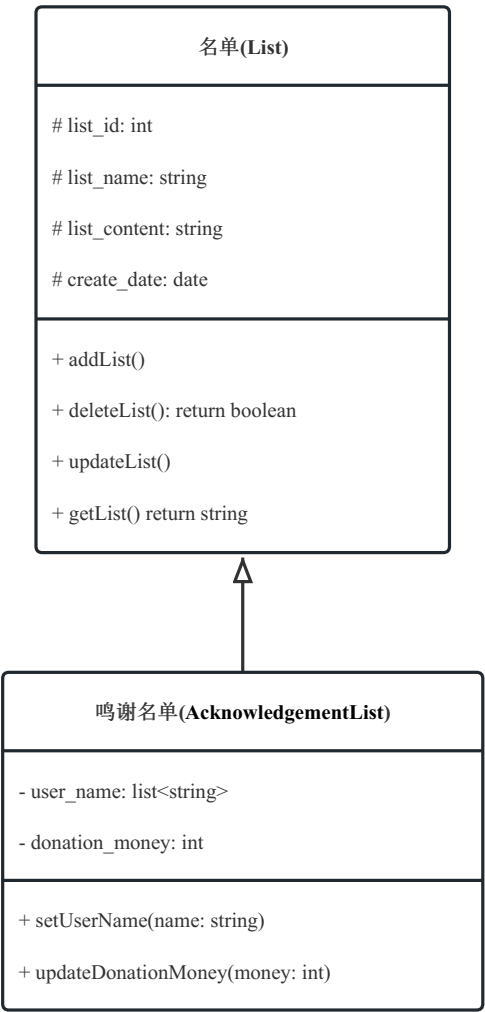 名单(List)
# list_id: int
# list_name: string
# list_content: string
# create_date: date
+ addList()
+ deleteList(): return boolean
+ updateList()
+ getList() return string
鸣谢名单(AcknowledgementList)
- user_name: list<string>
- donation_money: int
+ setUserName(name: string)
+ updateDonationMoney(money: int)